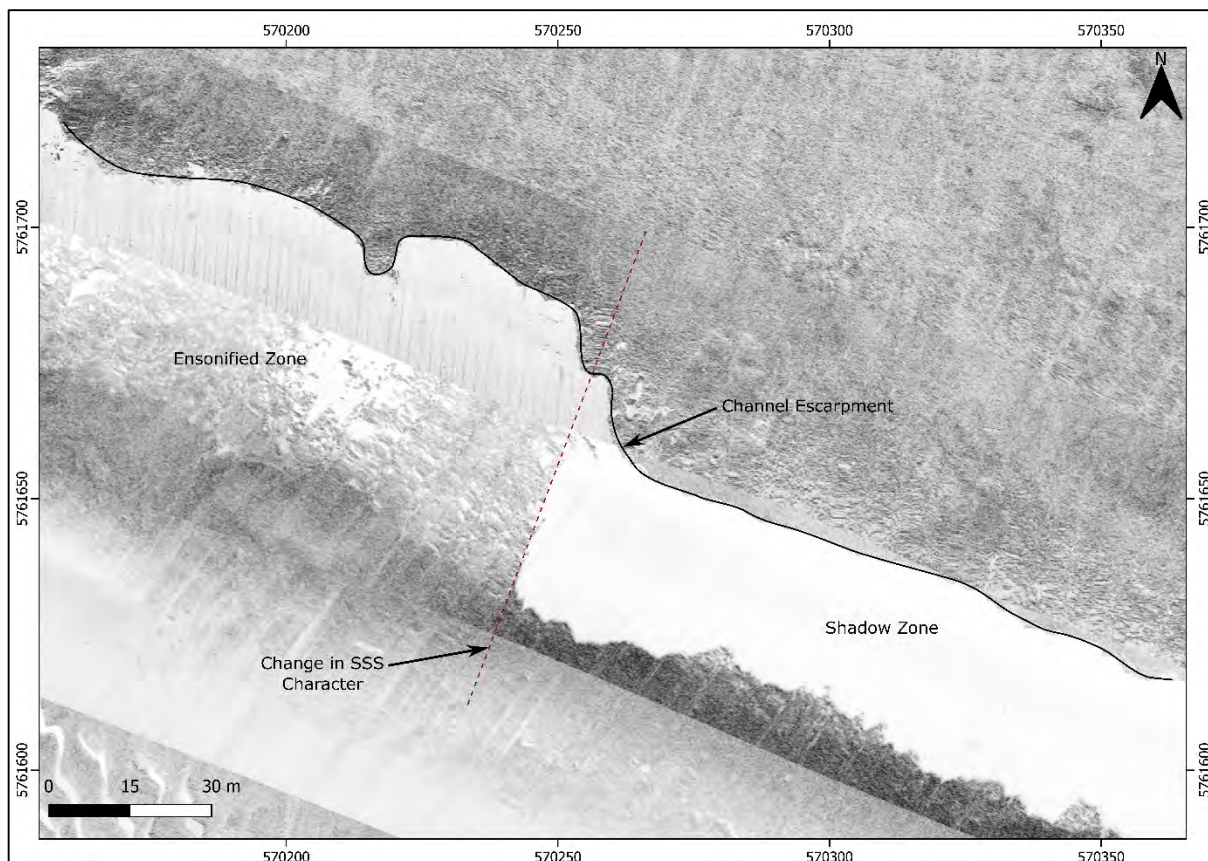 570200 570250 570300 570350
N
5761700 5761700
Ensonified Zone
Channel Escarpment
5761650 5761650
Shadow Zone
Change in SSS
Character
5761600 5761600
0 15 30 m
570200 570250 570300 570350